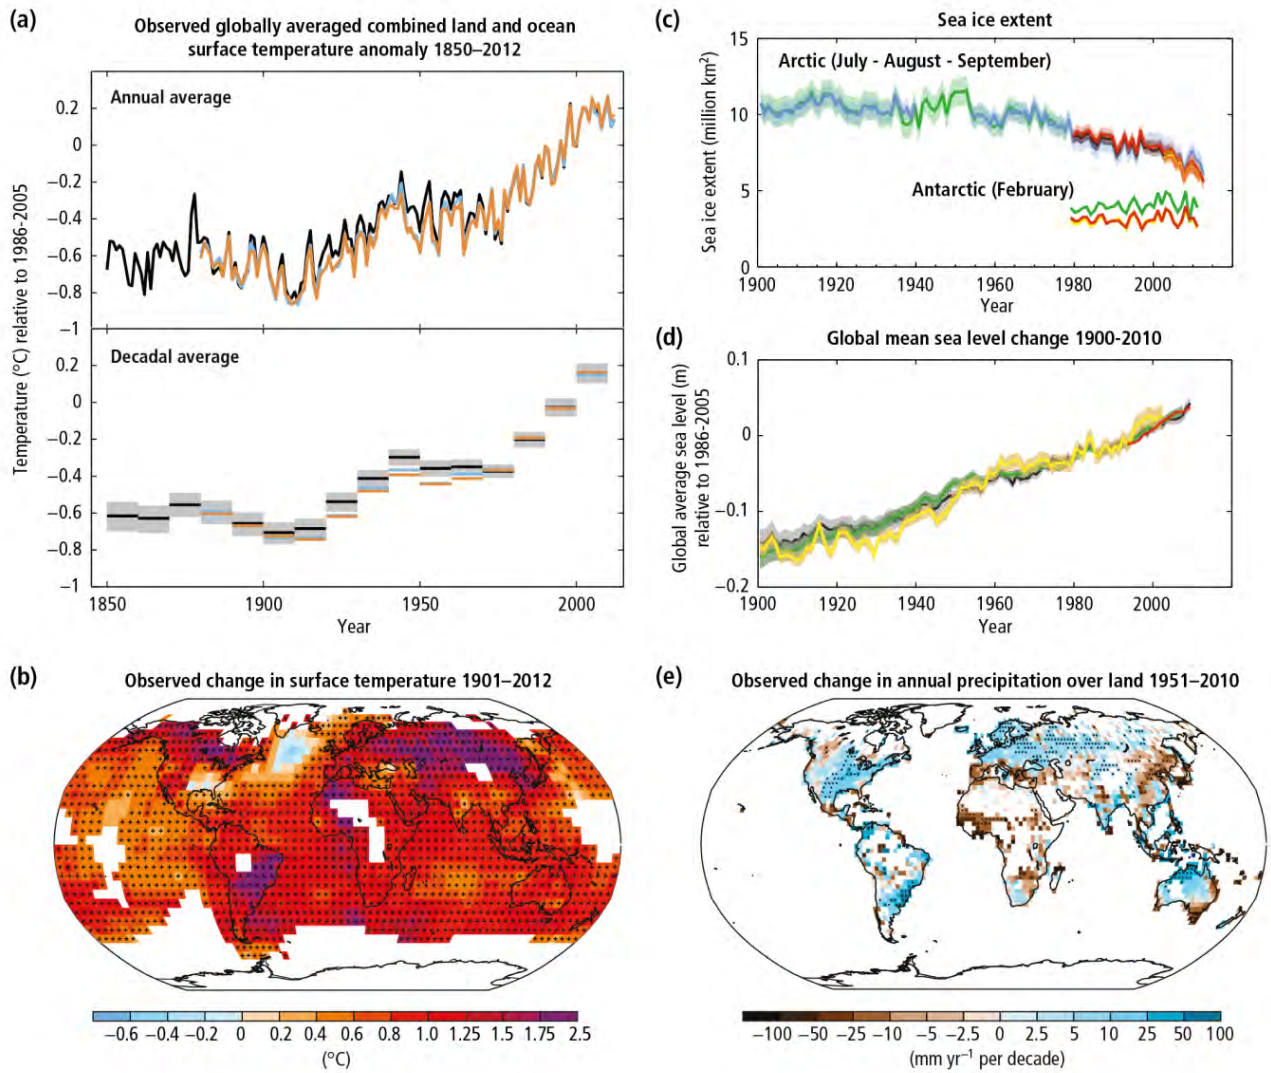 (a)
Observed globally averaged combined land and ocean
surface temperature anomaly 1850–2012
Annual average
0.2
0
−0.2
−0.4
−0.6
−0.8
−1
Decadal average
0.2
0
−0.2
−0.4
−0.6
−0.8
−1
Temperature (°C) relative to 1986-2005
1850
1900
1950
2000
Year
(c)
Sea ice extent
Arctic (July - August - September)
Antarctic (February)
15
10
5
0
Sea ice extent (million km²)
1900
1920
1940
1960
1980
2000
Year
(d)
Global mean sea level change 1900-2010
0.1
0
−0.1
−0.2
Global average sea level (m)
relative to 1986-2005
1900
1920
1940
1960
1980
2000
Year
(b)
Observed change in surface temperature 1901–2012
−0.6 −0.4 −0.2 0 0.2 0.4 0.6 0.8 1.0 1.25 1.5 1.75 2.5
(°C)
(e)
Observed change in annual precipitation over land 1951–2010
−100 −50 −25 −10 −5 −2.5 0 2.5 5 10 25 50 100
(mm yr⁻¹ per decade)